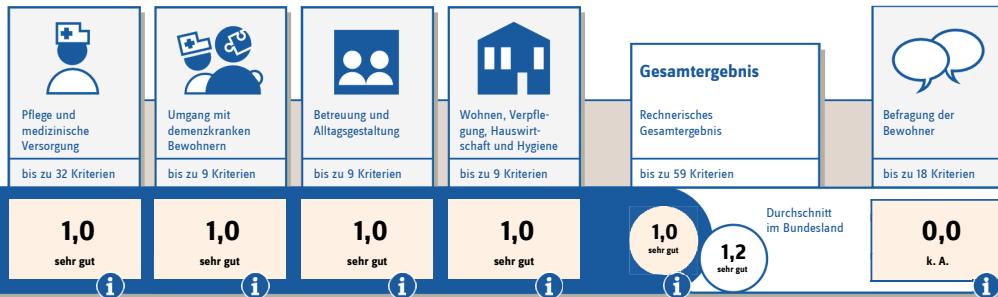 Pflege und
medizinische
Versorgung
bis zu 32 Kriterien
1,0
sehr gut
i
Umgang mit
demenzkranken
Bewohnern
bis zu 9 Kriterien
1,0
sehr gut
i
Betreuung und
Alltagsgestaltung
bis zu 9 Kriterien
1,0
sehr gut
i
Wohnen, Verpfle-
gung, Hauswirt-
schaft und Hygiene
bis zu 9 Kriterien
1,0
sehr gut
i
Gesamtergebnis
Rechnerisches
Gesamtergebnis
bis zu 59 Kriterien
1,0
sehr gut
i
1,2
sehr gut
Durchschnitt
im Bundesland
Befragung der
Bewohner
bis zu 18 Kriterien
0,0
k. A.
i